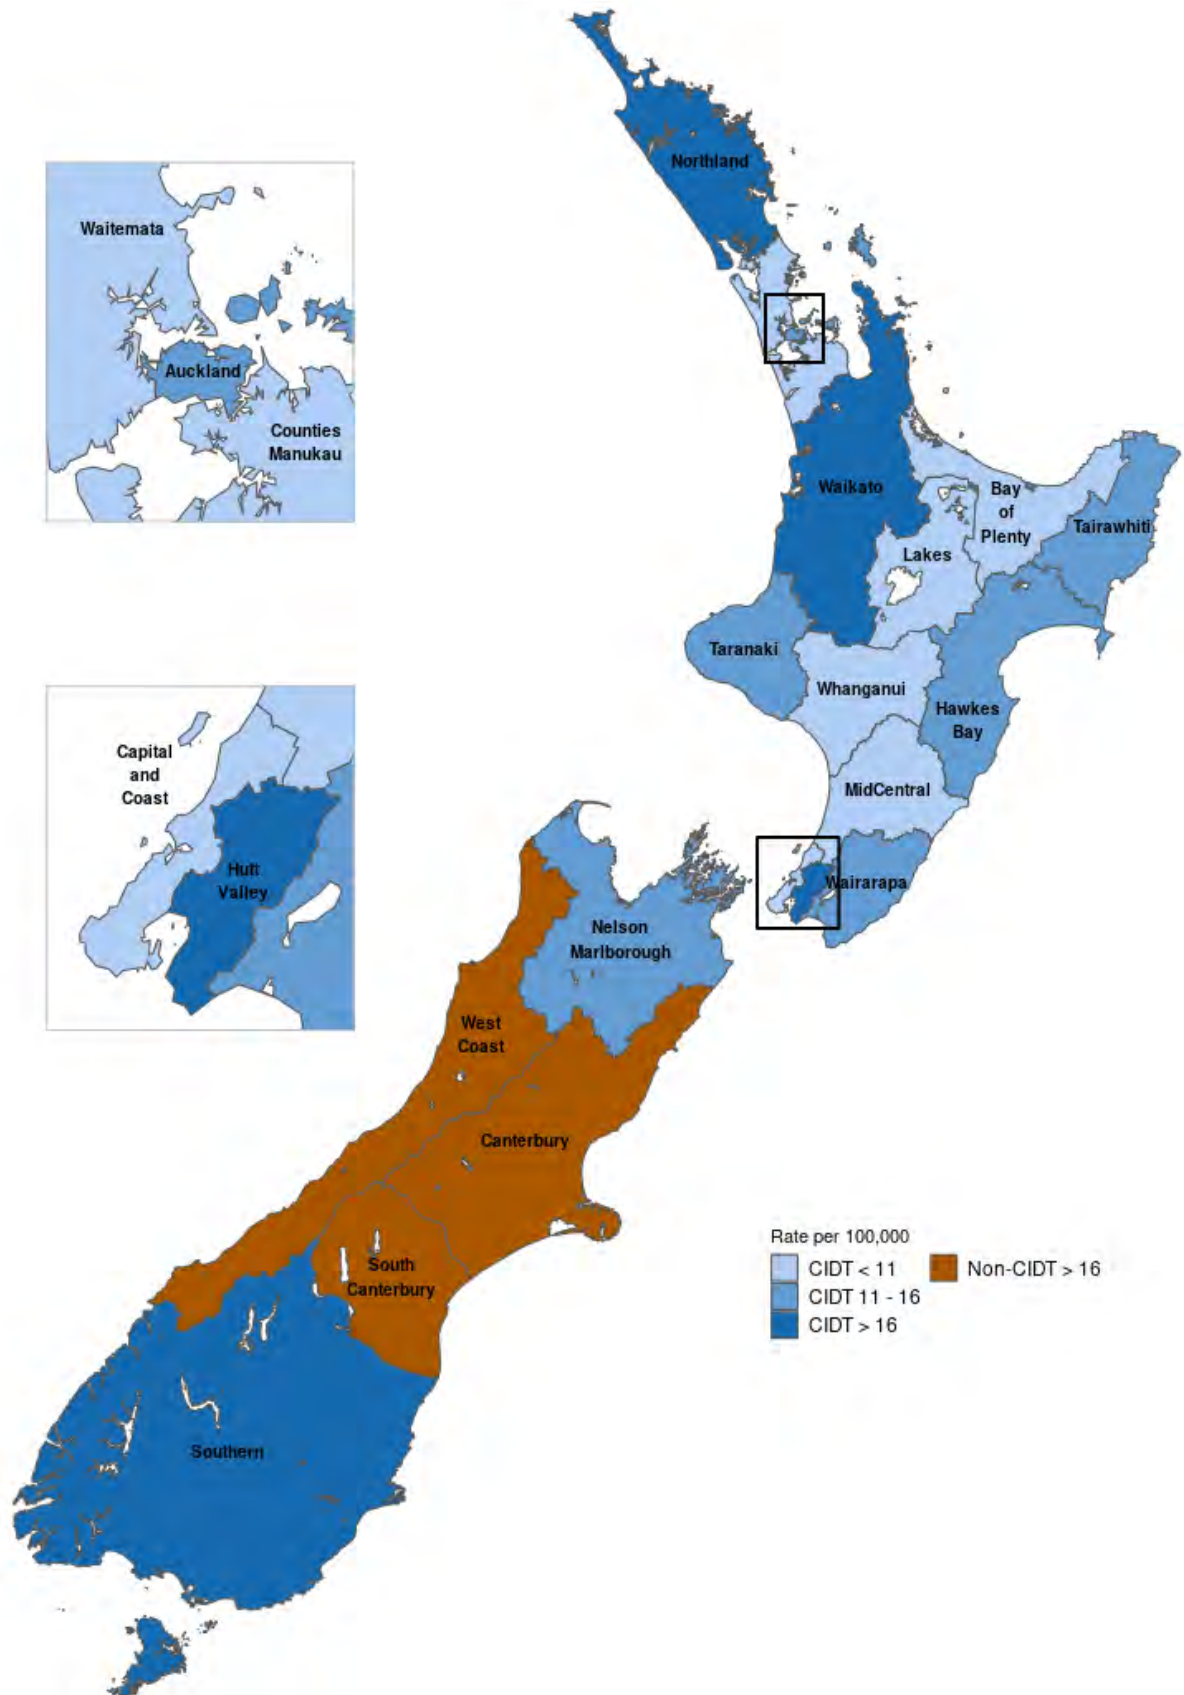 Northland
Waitemata
Auckland
Counties
Manukau
Waikato
Bay
of
Plenty
Tairawhiti
Lakes
Taranaki
Whanganui
Hawkes
Bay
MidCentral
Capital
and
Coast
Hutt
Valley
Wairarapa
Nelson
Marlborough
West
Coast
Canterbury
South
Canterbury
Southern
Rate per 100,000
CIDT < 11
CIDT 11 - 16
CIDT > 16
Non-CIDT > 16